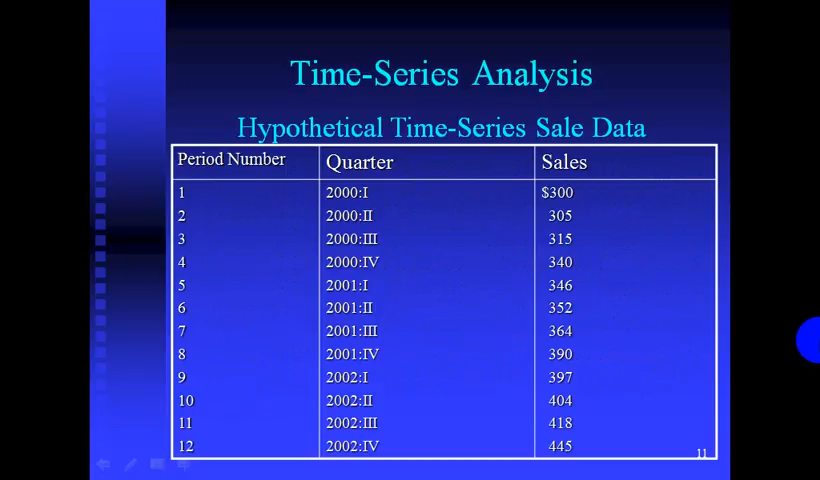 Time-Series Analysis
Hypothetical Time-Series Sale Data
Period Number Quarter Sales
1 2000:I $300
2 2000:II 305
3 2000:III 315
4 2000:IV 340
5 2001:I 346
6 2001:II 352
7 2001:III 364
8 2001:IV 390
9 2002:I 397
10 2002:II 404
11 2002:III 418
12 2002:IV 445
11